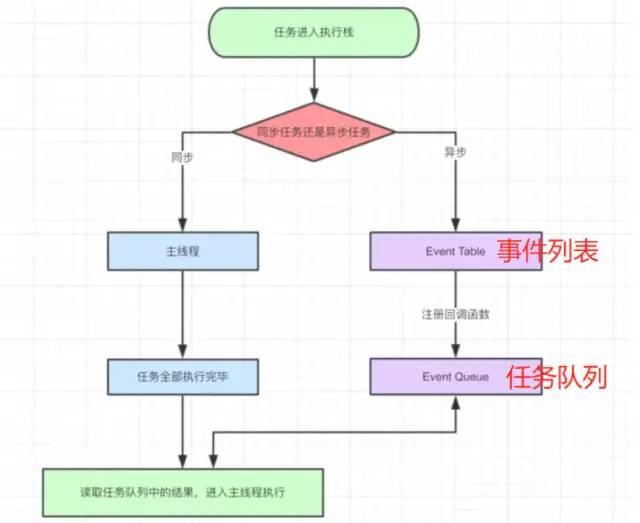 任务进入执行栈
同步任务还是异步任务
同步
异步
主线程
Event Table
事件列表
注册回调函数
任务全部执行完毕
Event Queue
任务队列
读取任务队列中的结果，进入主线程执行